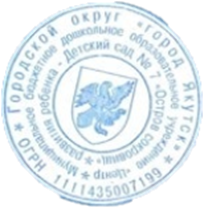 Городской округ "город Якутск"
* ОГРН 1111435007199 *
Муниципальное бюджетное дошкольное образовательное учреждение
"Центр развития ребенка - Детский сад № 7 "Остров сокровищ"